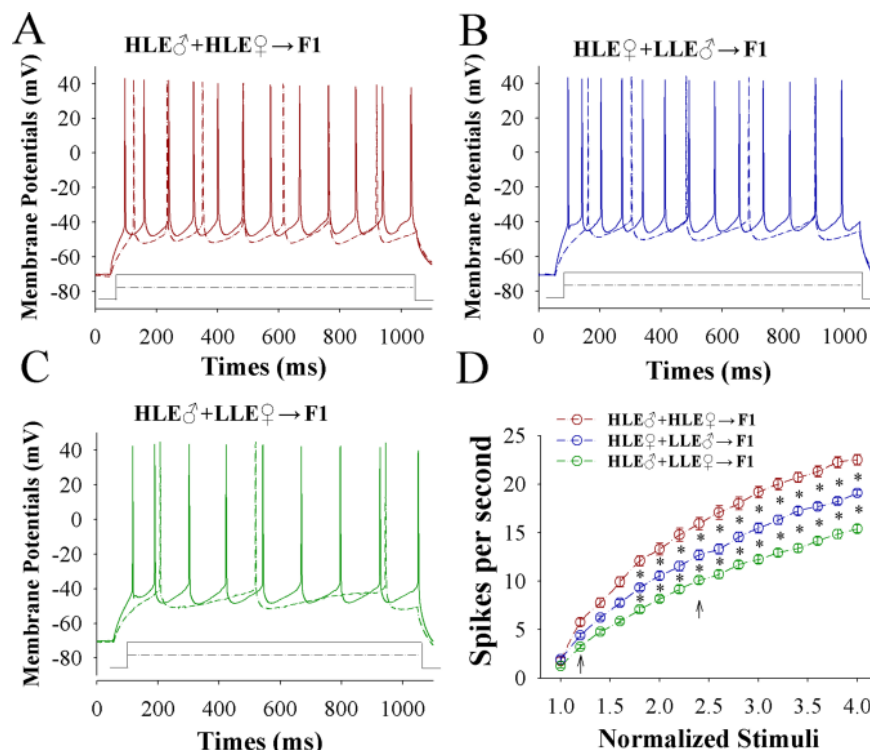 A
HLE♂+HLE♀→F1
Membrane Potentials (mV)
40
20
0
-20
-40
-60
-80
0 200 400 600 800 1000
Times (ms)
B
HLE♀+LLE♂→F1
Membrane Potentials (mV)
40
20
0
-20
-40
-60
-80
0 200 400 600 800 1000
Times (ms)
C
HLE♂+LLE♀→F1
Membrane Potentials (mV)
40
20
0
-20
-40
-60
-80
0 200 400 600 800 1000
Times (ms)
D
HLE♂+HLE♀→F1
HLE♀+LLE♂→F1
HLE♂+LLE♀→F1
Spikes per second
25
20
15
10
5
0
* * * * * * * * * * * *
* * * * * * * * * * * *
1.0 1.5 2.0 2.5 3.0 3.5 4.0
Normalized Stimuli